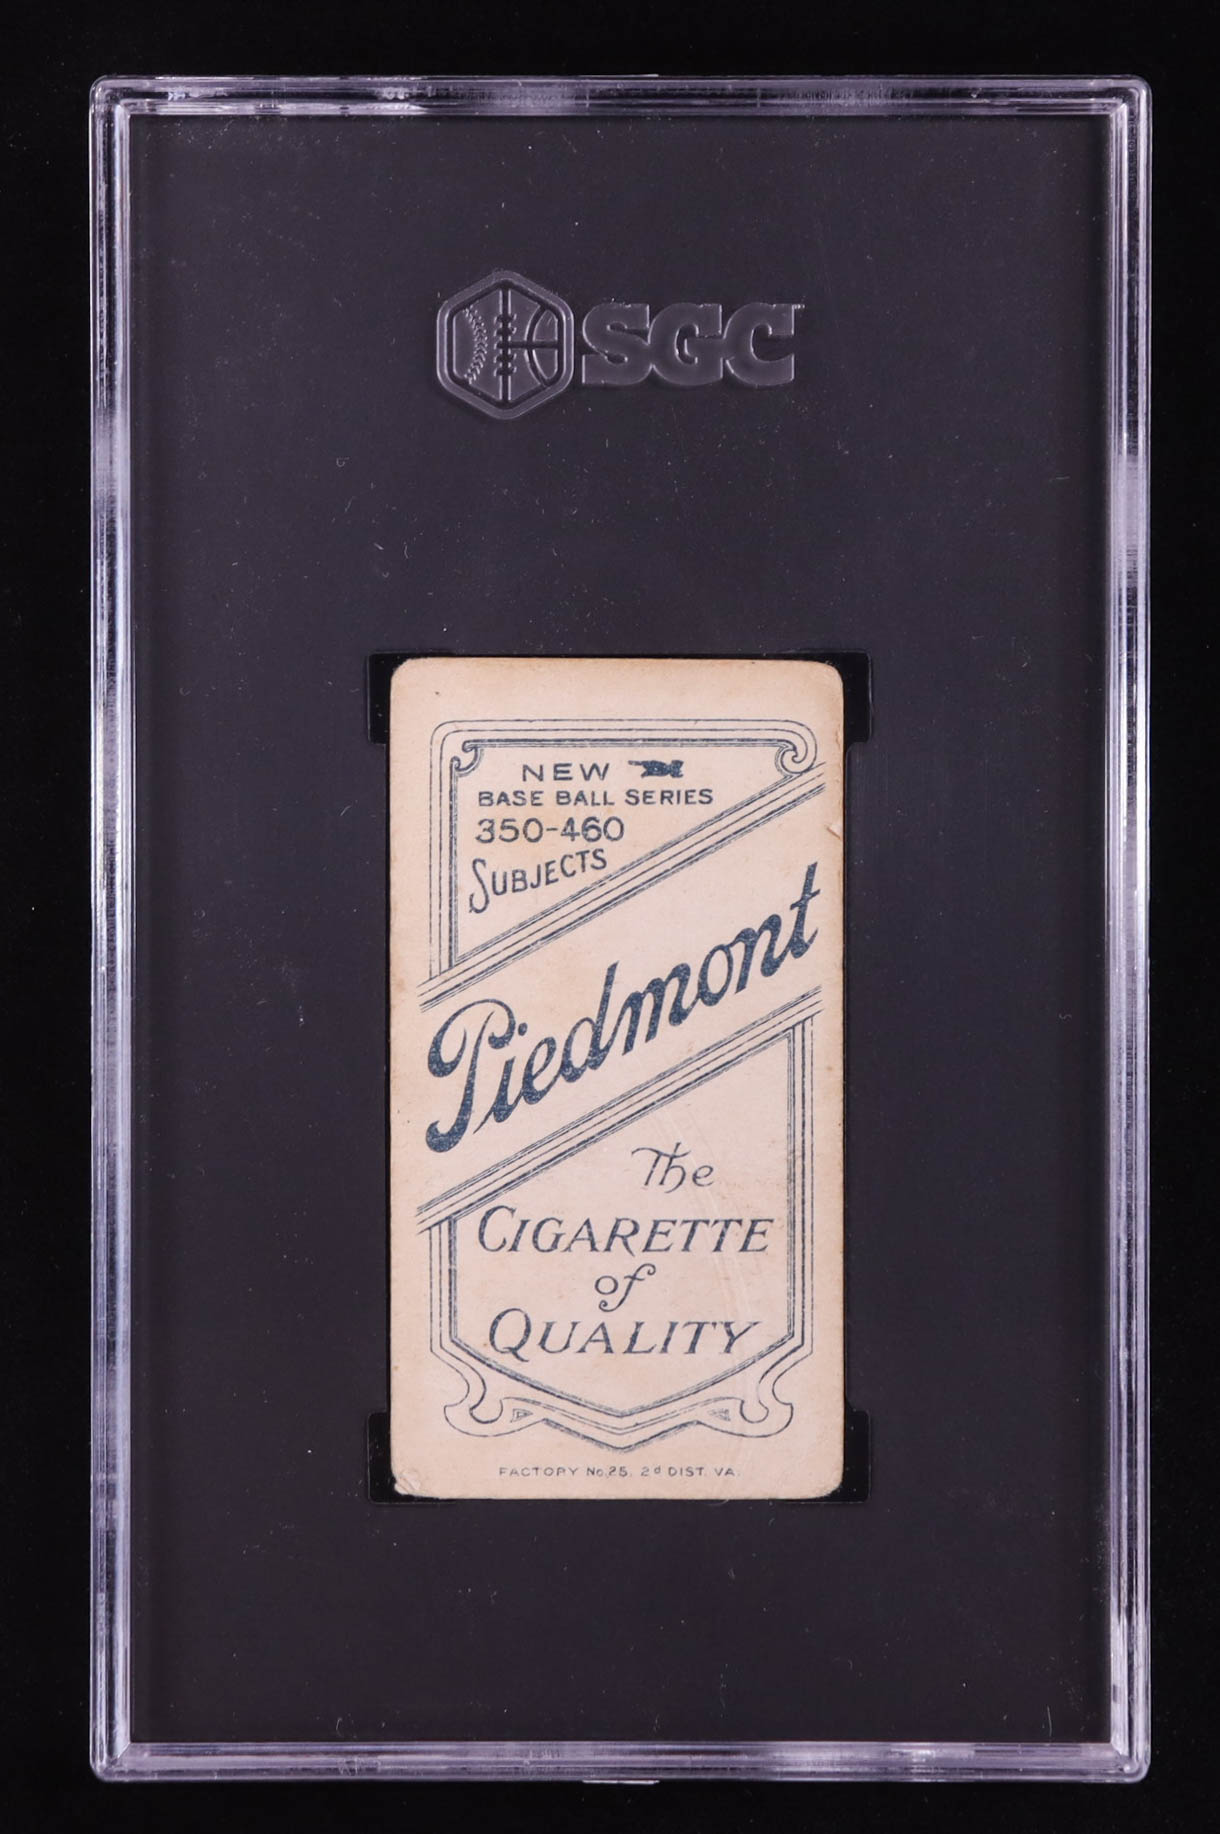 SGC
NEW
BASE BALL SERIES
350-460
SUBJECTS
Piedmont
The
CIGARETTE
of
QUALITY
FACTORY No. 25, 2d DIST. VA.